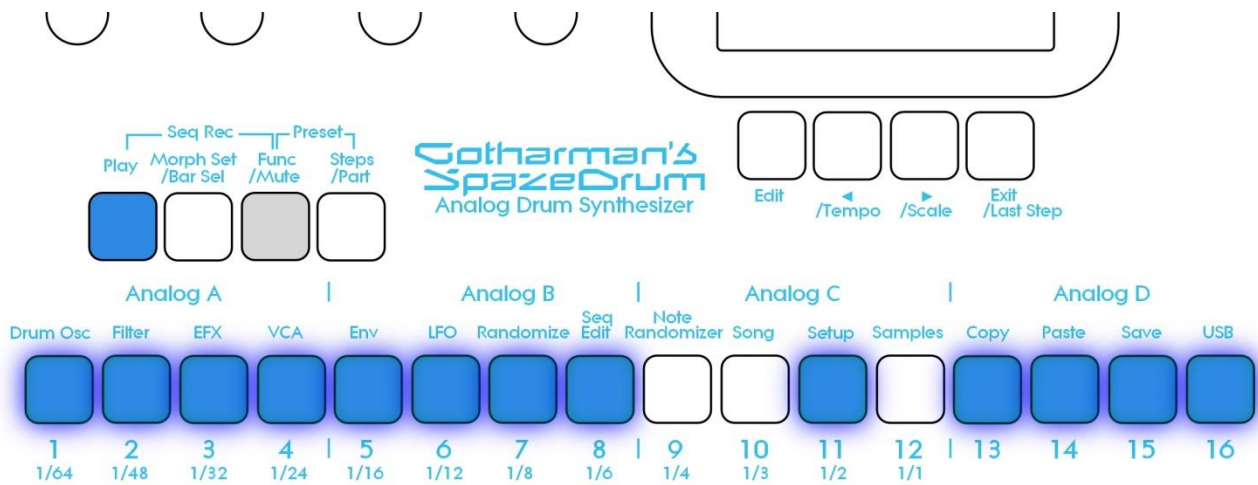 Seq Rec Preset
Play Morph Set /Bar Sel Func /Mute Steps /Part
Gotharman's
SpazeDrum
Analog Drum Synthesizer
Edit ◄ /Tempo ► /Scale Exit /Last Step
Analog A | Analog B | Analog C | Analog D
Drum Osc Filter EFX VCA Env LFO Randomize Seq Edit Note Randomizer Song Setup Samples Copy Paste Save USB
1 2 3 4 | 5 6 7 8 | 9 10 11 12 | 13 14 15 16
1/64 1/48 1/32 1/24 1/16 1/12 1/8 1/6 1/4 1/3 1/2 1/1